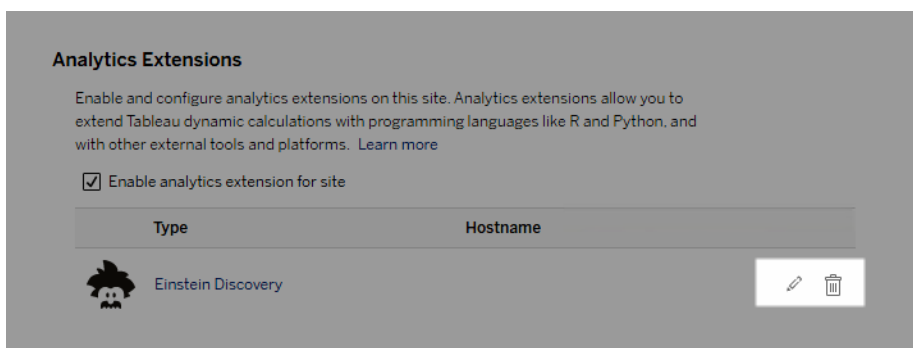 Analytics Extensions
Enable and configure analytics extensions on this site. Analytics extensions allow you to
extend Tableau dynamic calculations with programming languages like R and Python, and
with other external tools and platforms. Learn more
Enable analytics extension for site
Type Hostname
Einstein Discovery